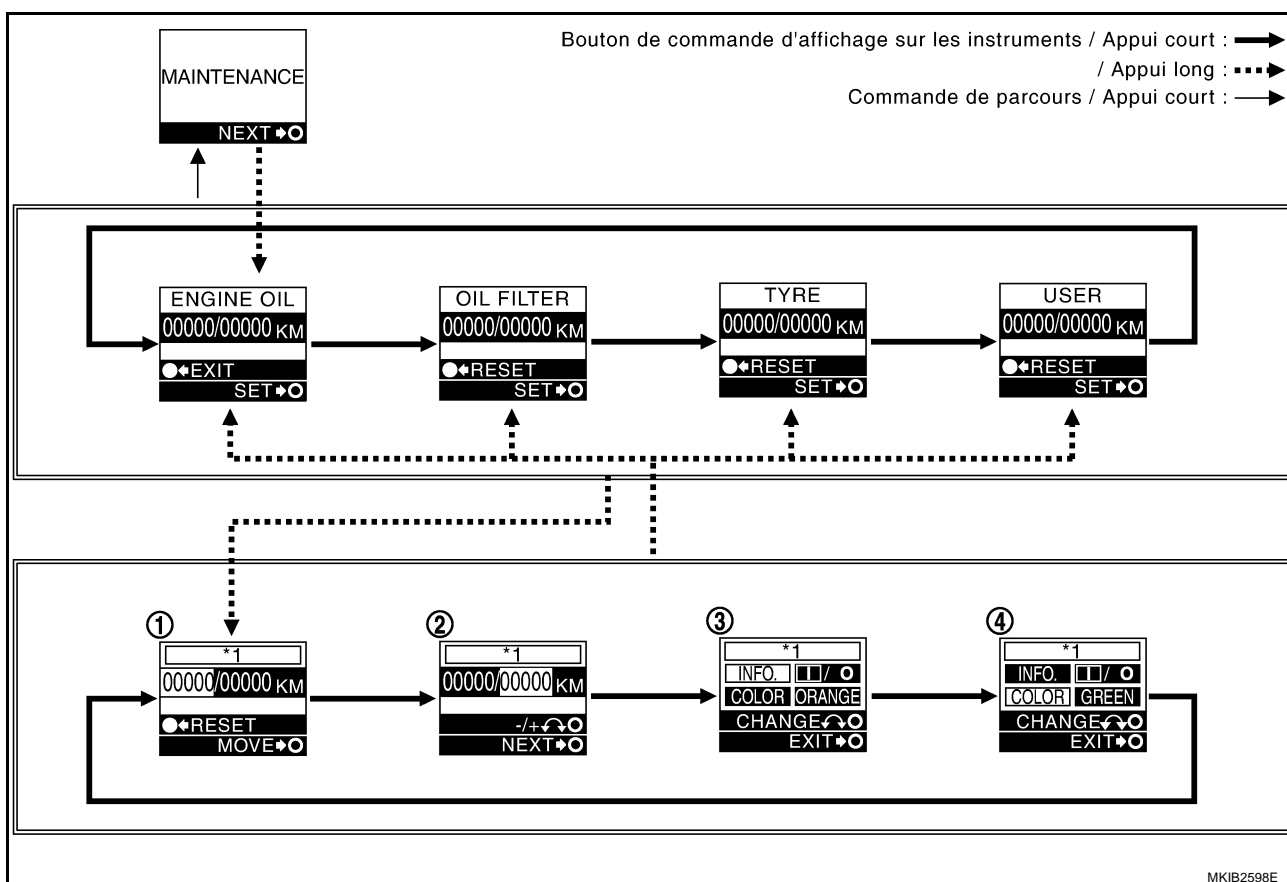 Bouton de commande d'affichage sur les instruments / Appui court :
/ Appui long :
Commande de parcours / Appui court :
MAINTENANCE
NEXT
ENGINE OIL
00000/00000 KM
EXIT
SET
OIL FILTER
00000/00000 KM
RESET
SET
TYRE
00000/00000 KM
RESET
SET
USER
00000/00000 KM
RESET
SET
1
*1
00000/00000 KM
RESET
MOVE
2
*1
00000/00000 KM
-/+
NEXT
3
*1
INFO. I/O
COLOR ORANGE
CHANGE
EXIT
4
*1
INFO. I/O
COLOR GREEN
CHANGE
EXIT
MKIB2598E